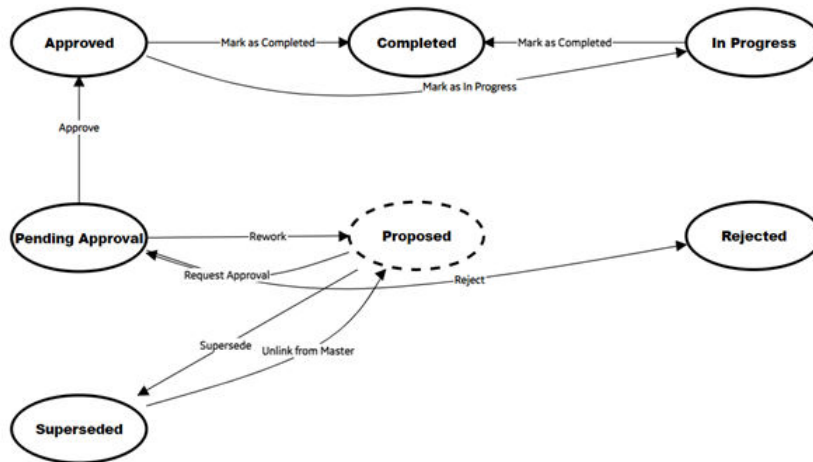 Approved
Mark as Completed
Completed
Mark as Completed
In Progress
Mark as In Progress
Approve
Pending Approval
Rework
Proposed
Rejected
Request Approval
Reject
Supersede
Unlink from Master
Superseded